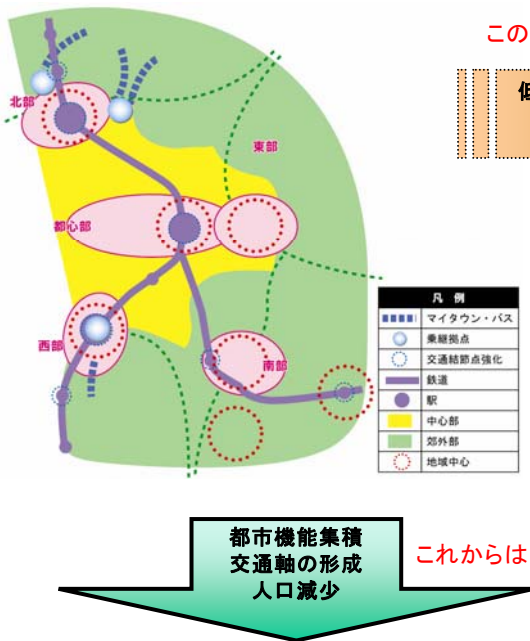 この
北部
東部
都心部
西部
南部
凡 例
マイタウン・バス
乗継拠点
交通結節点強化
鉄道
駅
中心部
郊外部
地域中心
都市機能集積
交通軸の形成
人口減少
これからは